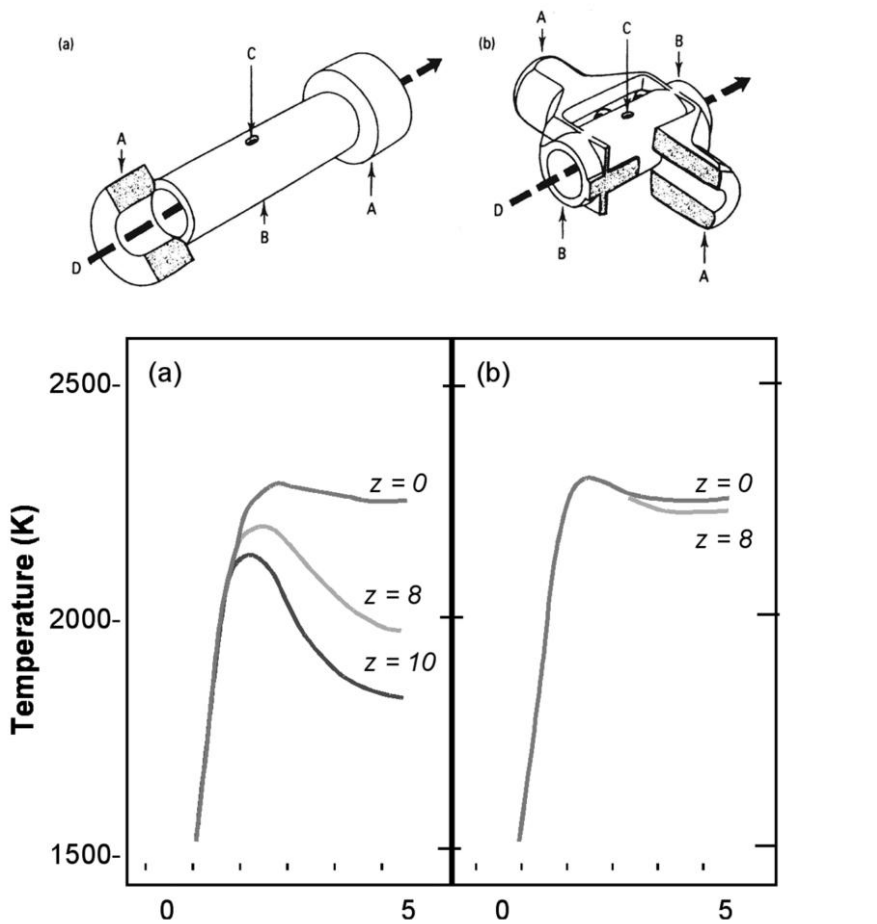 (a)
C
A
A
B
D
(b)
A
C
B
D
B
A
(a)
(b)
2500-
z = 0
z = 0
z = 8
z = 8
2000-
z = 10
Temperature (K)
1500-
0
5
0
5